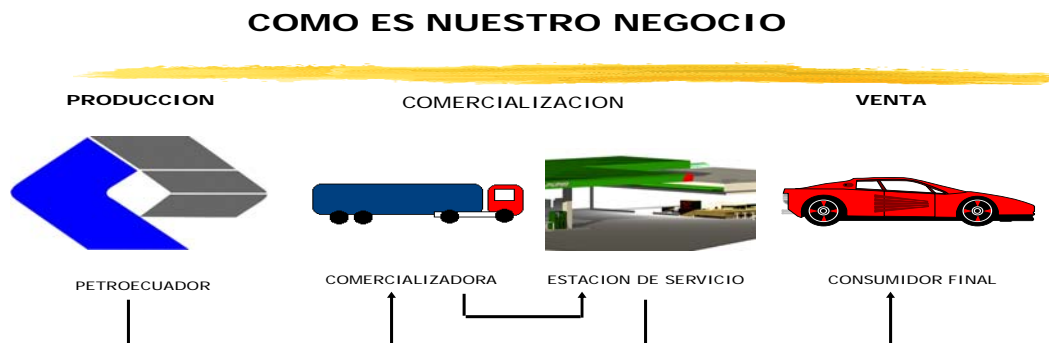 COMO ES NUESTRO NEGOCIO
PRODUCCION COMERCIALIZACION VENTA
PETROECUADOR COMERCIALIZADORA ESTACION DE SERVICIO CONSUMIDOR FINAL